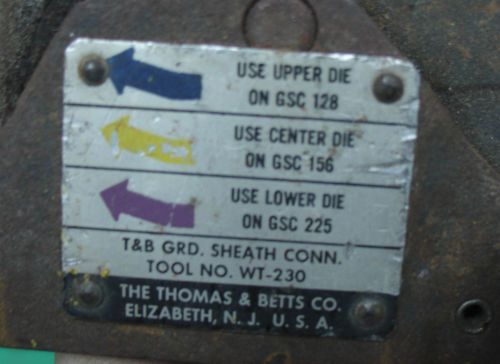 USE UPPER DIE
ON GSC 128
USE CENTER DIE
ON GSC 156
USE LOWER DIE
ON GSC 225
T&B GRD. SHEATH CONN.
TOOL NO. WT-230
THE THOMAS & BETTS CO.
ELIZABETH, N. J. U. S. A.